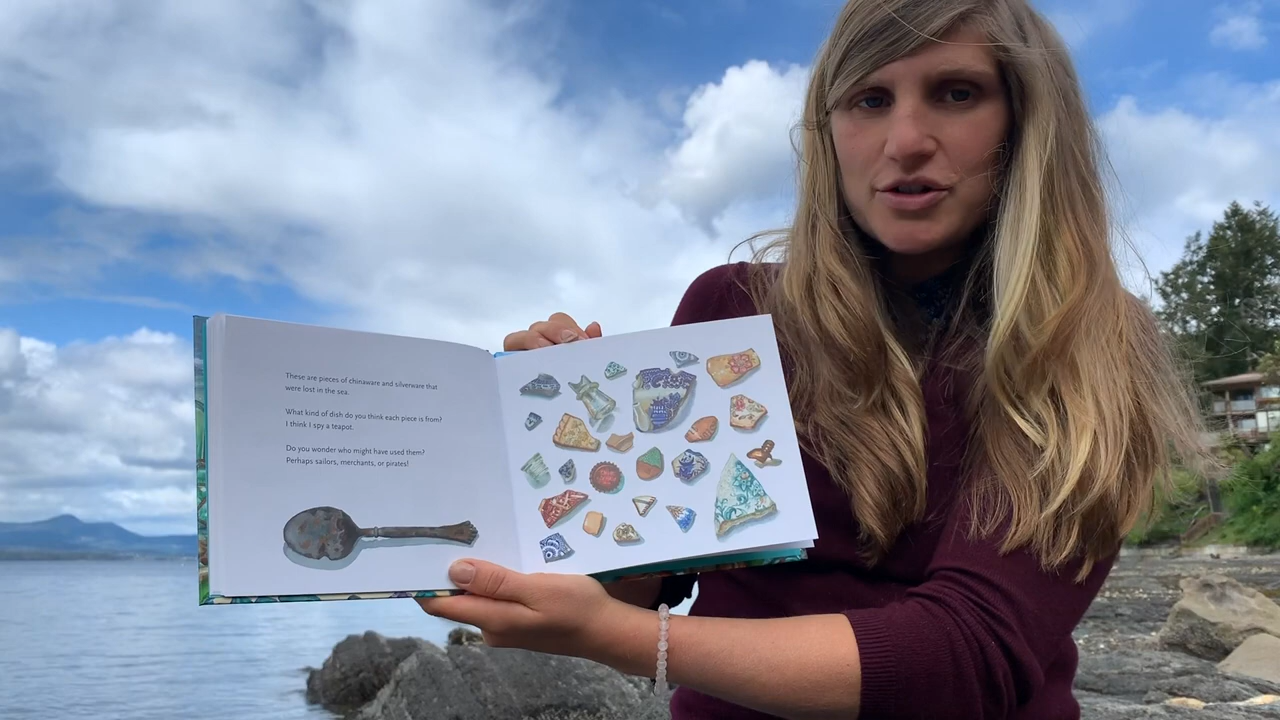 These are pieces of chinaware and silverware that
were lost in the sea.
What kind of dish do you think each piece is from?
I think I spy a teapot.
Do you wonder who might have used them?
Perhaps sailors, merchants, or pirates!